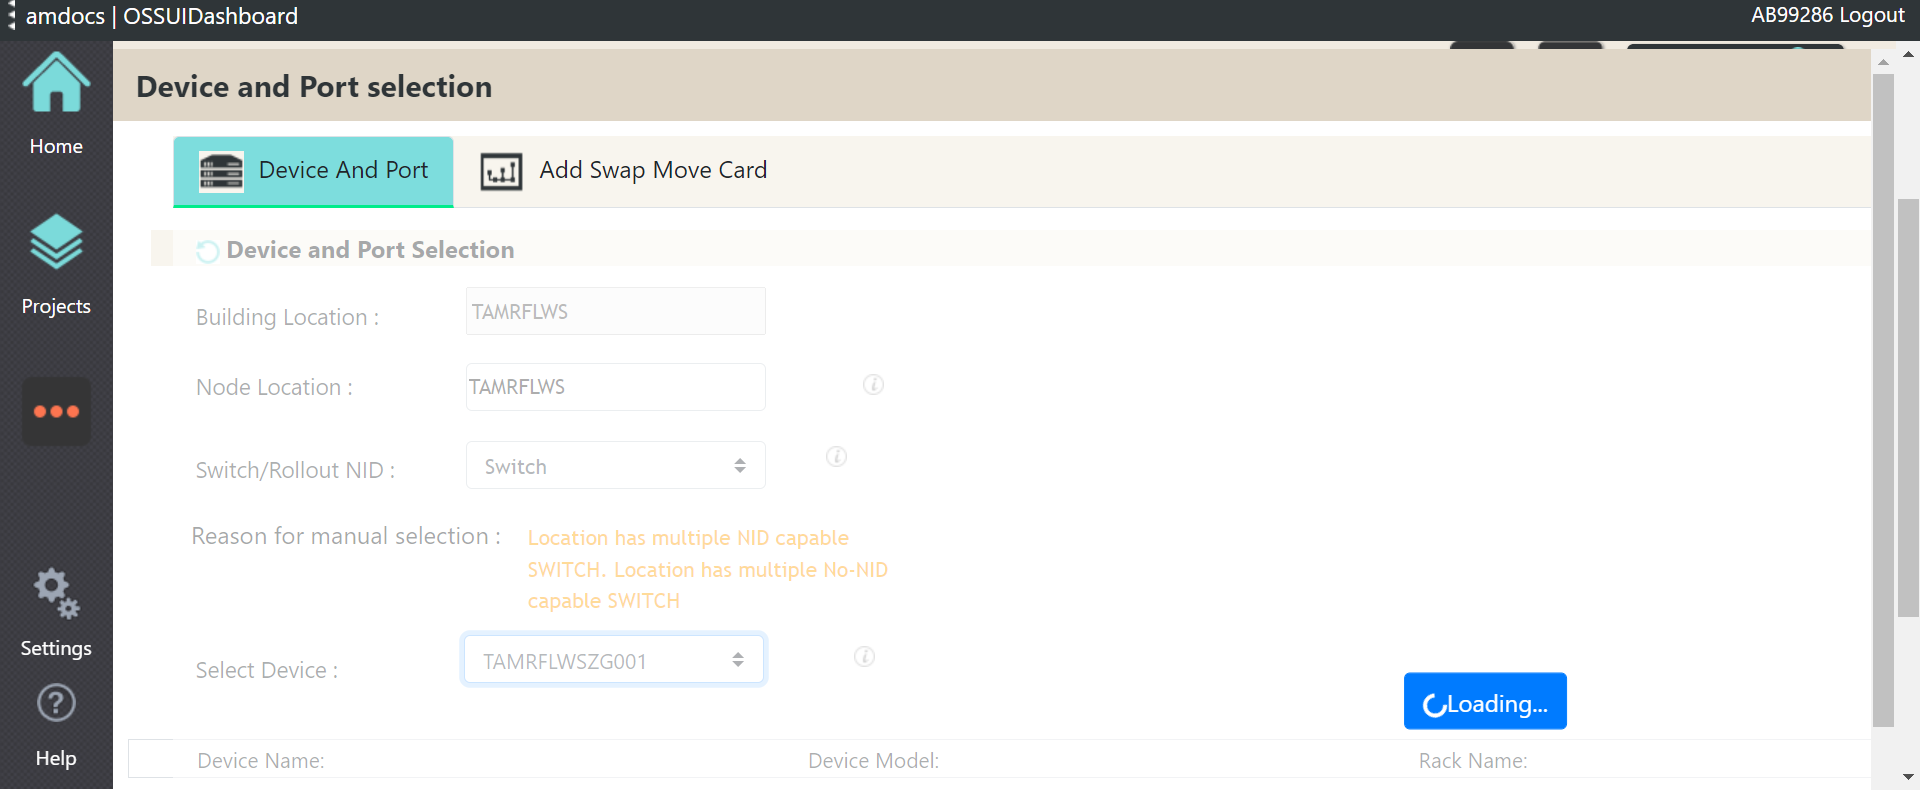 amdocs | OSSUIDashboard
AB99286 Logout
Home
Projects
Settings
Help
Device and Port selection
Device And Port
Add Swap Move Card
Device and Port Selection
Building Location :
TAMRFLWS
Node Location :
TAMRFLWS
Switch/Rollout NID :
Switch
Reason for manual selection :
Location has multiple NID capable
SWITCH. Location has multiple No-NID
capable SWITCH
Select Device :
TAMRFLWSZG001
Loading...
Device Name:
Device Model:
Rack Name: